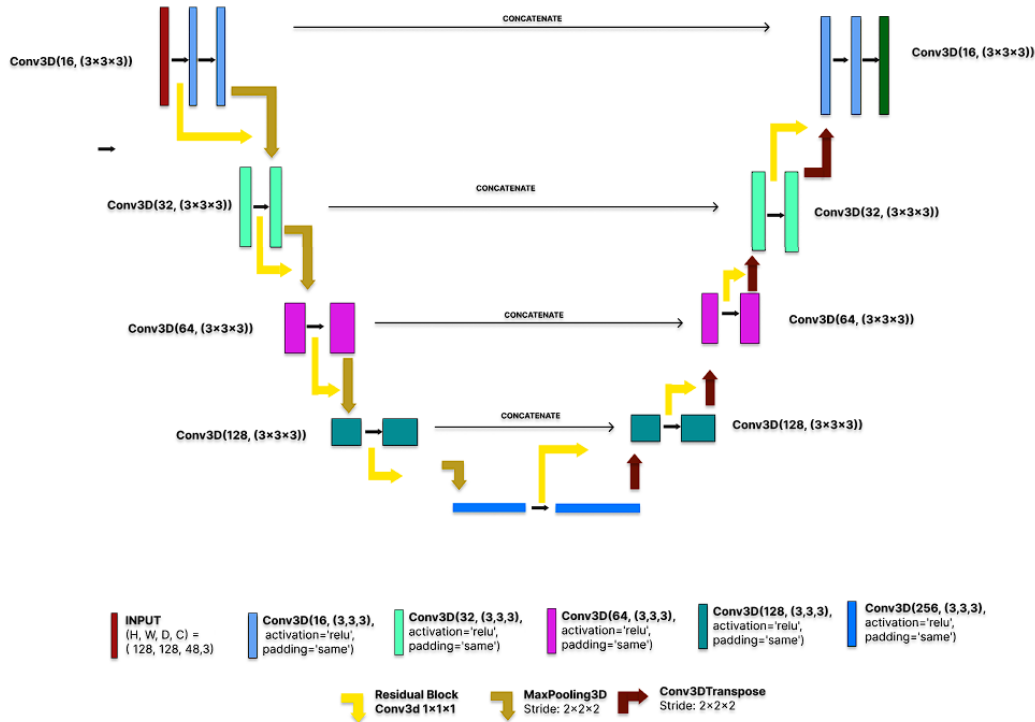 CONCATENATE
Conv3D(16, (3×3×3))
Conv3D(16, (3×3×3))
CONCATENATE
Conv3D(32, (3×3×3))
Conv3D(32, (3×3×3))
CONCATENATE
Conv3D(64, (3×3×3))
Conv3D(64, (3×3×3))
CONCATENATE
Conv3D(128, (3×3×3))
Conv3D(128, (3×3×3))
INPUT
(H, W, D, C) =
( 128, 128, 48,3)
Conv3D(16, (3,3,3),
activation='relu',
padding='same')
Conv3D(32, (3,3,3),
activation='relu',
padding='same')
Conv3D(64, (3,3,3),
activation='relu',
padding='same')
Conv3D(128, (3,3,3),
activation='relu',
padding='same')
Conv3D(256, (3,3,3),
activation='relu',
padding='same')
Residual Block
Conv3d 1×1×1
MaxPooling3D
Stride: 2×2×2
Conv3DTranspose
Stride: 2×2×2